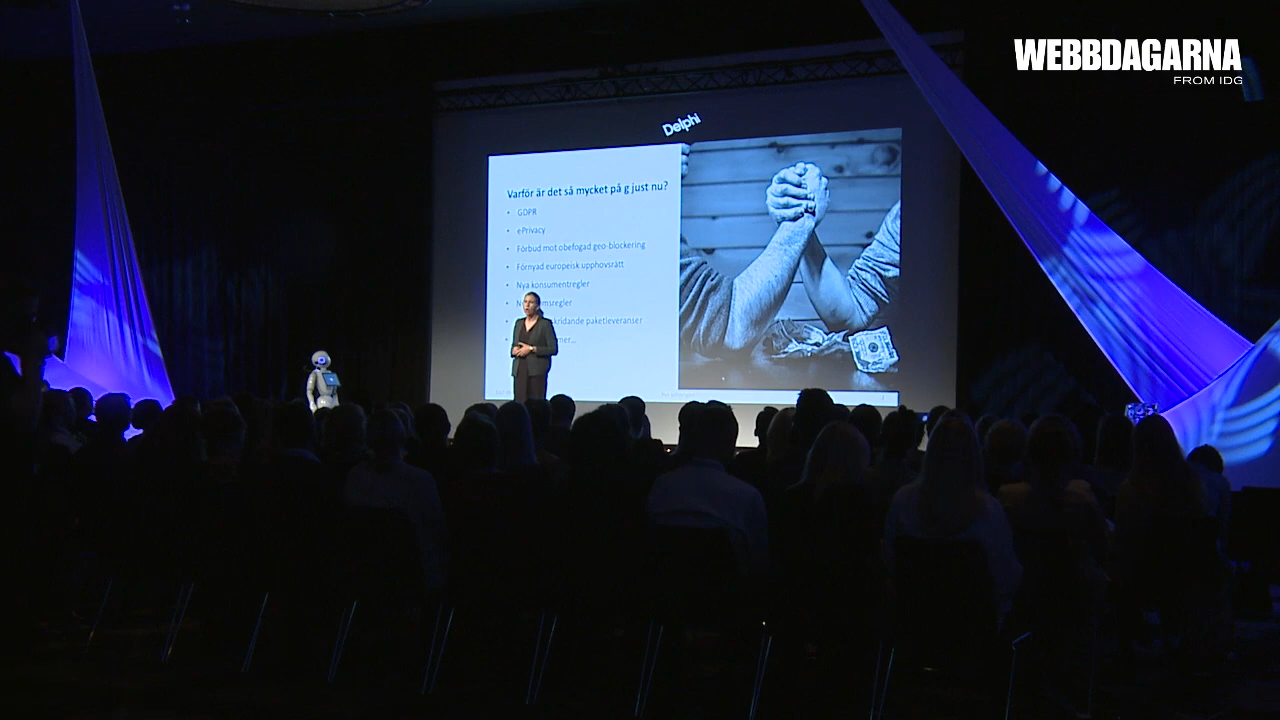 WEBBDAGARNA
FROM IDG
Delphi
Varför är det så mycket på g just nu?
• GDPR
• ePrivacy
• Förbud mot obefogad geo-blockering
• Förnyad europeisk upphovsrätt
• Nya konsumentregler
paketleveranser